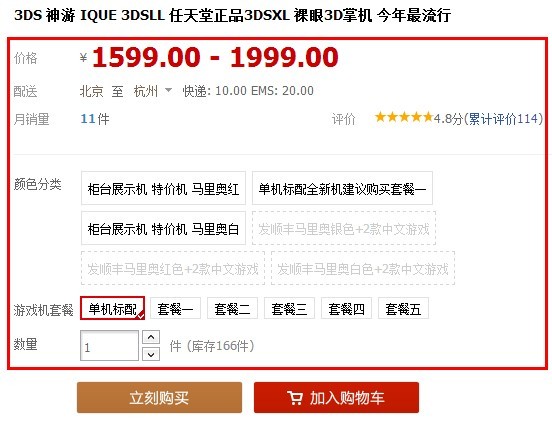 3DS 神游 IQUE 3DSLL 任天堂正品3DSXL 裸眼3D掌机 今年最流行
价格 ¥ 1599.00 - 1999.00
配送 北京 至 杭州 快递: 10.00 EMS: 20.00
月销量 11件 评价 4.8分(累计评价114)
颜色分类 柜台展示机 特价机 马里奥红 单机标配全新机建议购买套餐一
柜台展示机 特价机 马里奥白 发顺丰马里奥银色+2款中文游戏
发顺丰马里奥红色+2款中文游戏 发顺丰马里奥白色+2款中文游戏
游戏机套餐 单机标配 套餐一 套餐二 套餐三 套餐四 套餐五
数量 1 件 (库存166件)
立刻购买 加入购物车